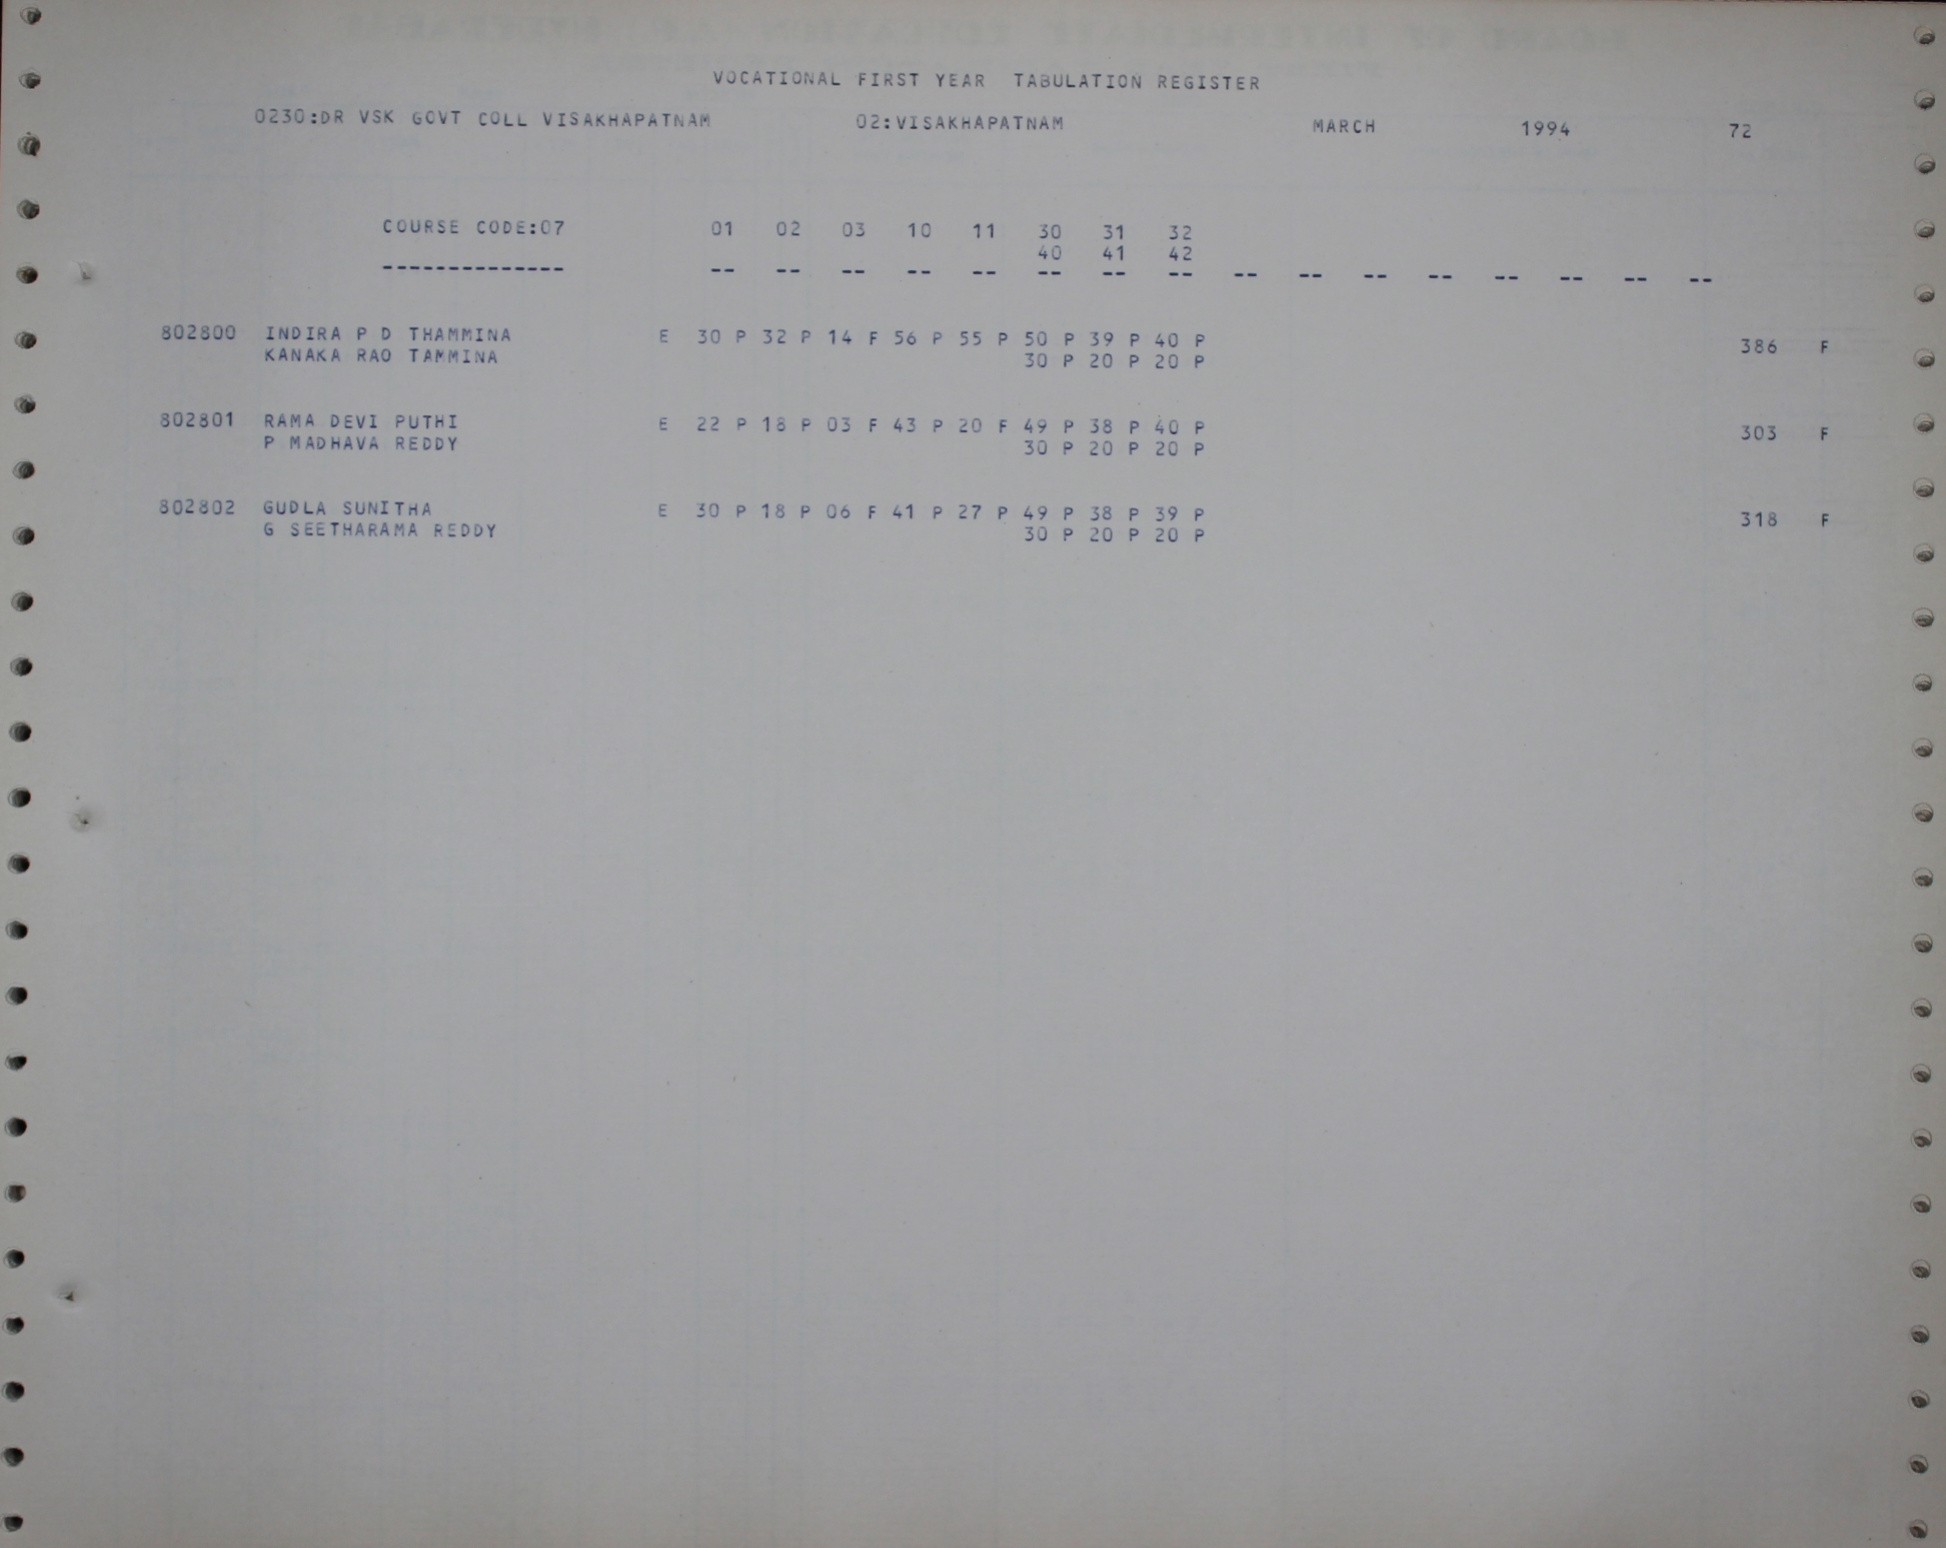 VOCATIONAL FIRST YEAR TABULATION REGISTER
0230:DR VSK GOVT COLL VISAKHAPATNAM 02:VISAKHAPATNAM MARCH 1994 72
COURSE CODE:07 01 02 03 10 11 30 31 32
40 41 42
-------------- -- -- -- -- -- -- -- -- -- -- -- -- -- -- -- --
802800 INDIRA P D THAMMINA E 30 P 32 P 14 F 56 P 55 P 50 P 39 P 40 P 386 F
KANAKA RAO TAMMINA 30 P 20 P 20 P
802801 RAMA DEVI PUTHI E 22 P 18 P 03 F 43 P 20 F 49 P 38 P 40 P 303 F
P MADHAVA REDDY 30 P 20 P 20 P
802802 GUDLA SUNITHA E 30 P 18 P 06 F 41 P 27 P 49 P 38 P 39 P 318 F
G SEETHARAMA REDDY 30 P 20 P 20 P